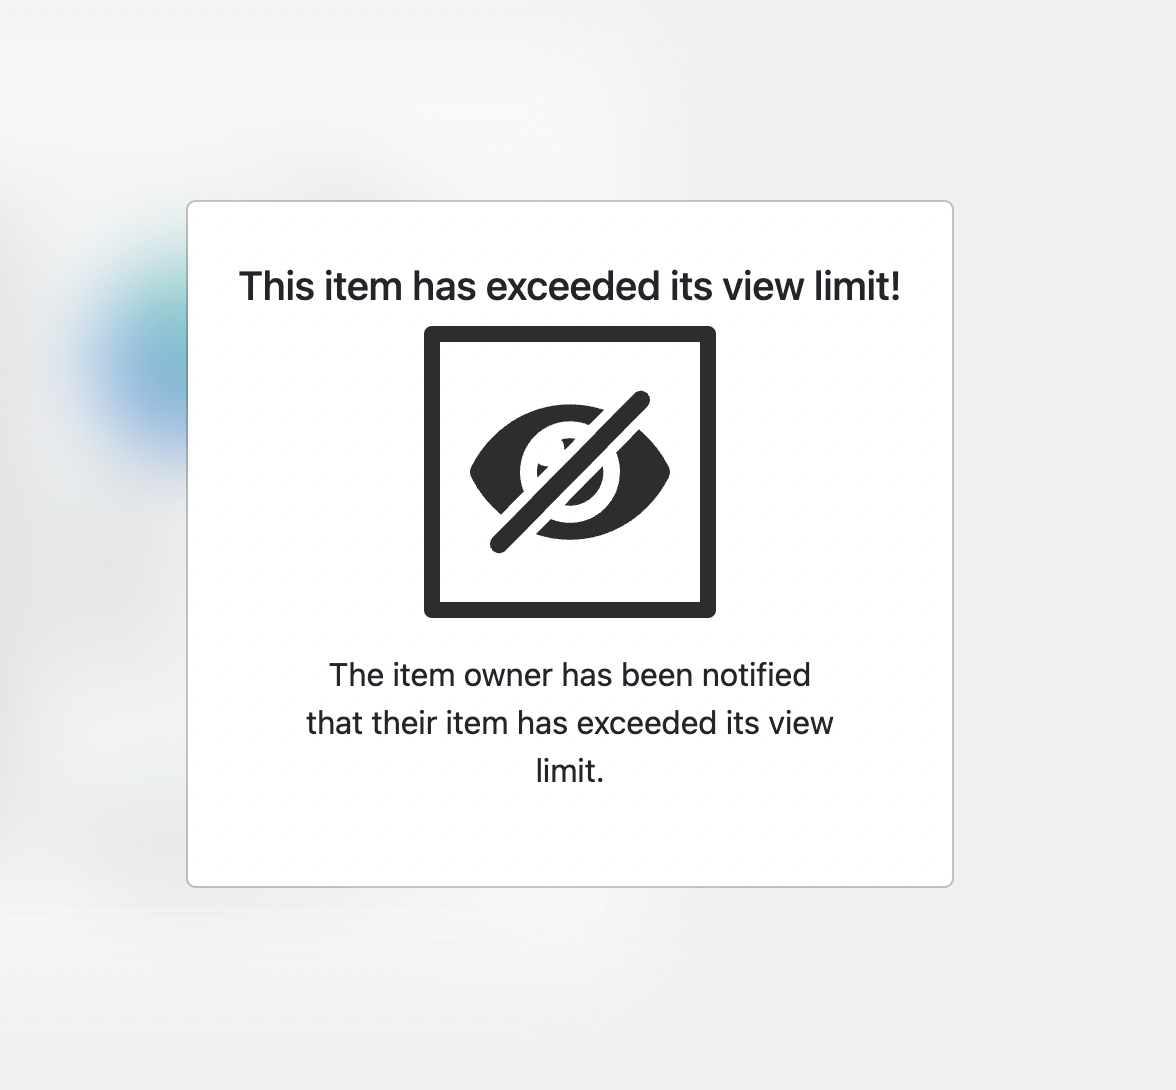 This item has exceeded its view limit!
The item owner has been notified
that their item has exceeded its view
limit.